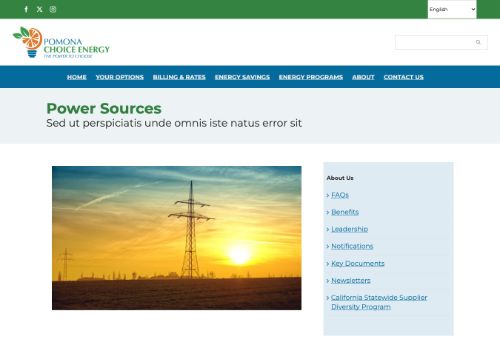 English
POMONA
CHOICE ENERGY
THE POWER TO CHOOSE
HOME YOUR OPTIONS BILLING & RATES ENERGY SAVINGS ENERGY PROGRAMS ABOUT CONTACT US
Power Sources
Sed ut perspiciatis unde omnis iste natus error sit
About Us
FAQs
Benefits
Leadership
Notifications
Key Documents
Newsletters
California Statewide Supplier
Diversity Program